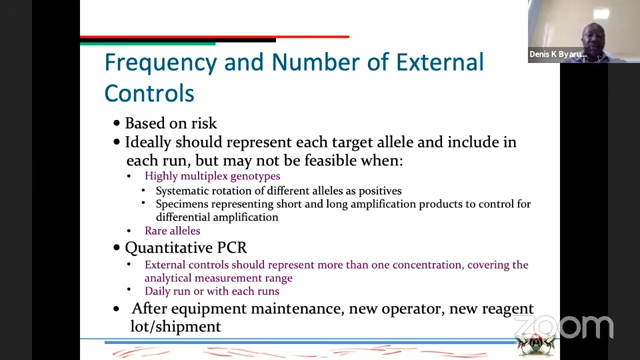 Denis K Byaru...
Frequency and Number of External
Controls
• Based on risk
• Ideally should represent each target allele and include in
each run, but may not be feasible when:
• Highly multiplex genotypes
• Systematic rotation of different alleles as positives
• Specimens representing short and long amplification products to control for
differential amplification
• Rare alleles
• Quantitative PCR
• External controls should represent more than one concentration, covering the
analytical measurement range
• Daily run or with each runs
• After equipment maintenance, new operator, new reagent
lot/shipment
zoom